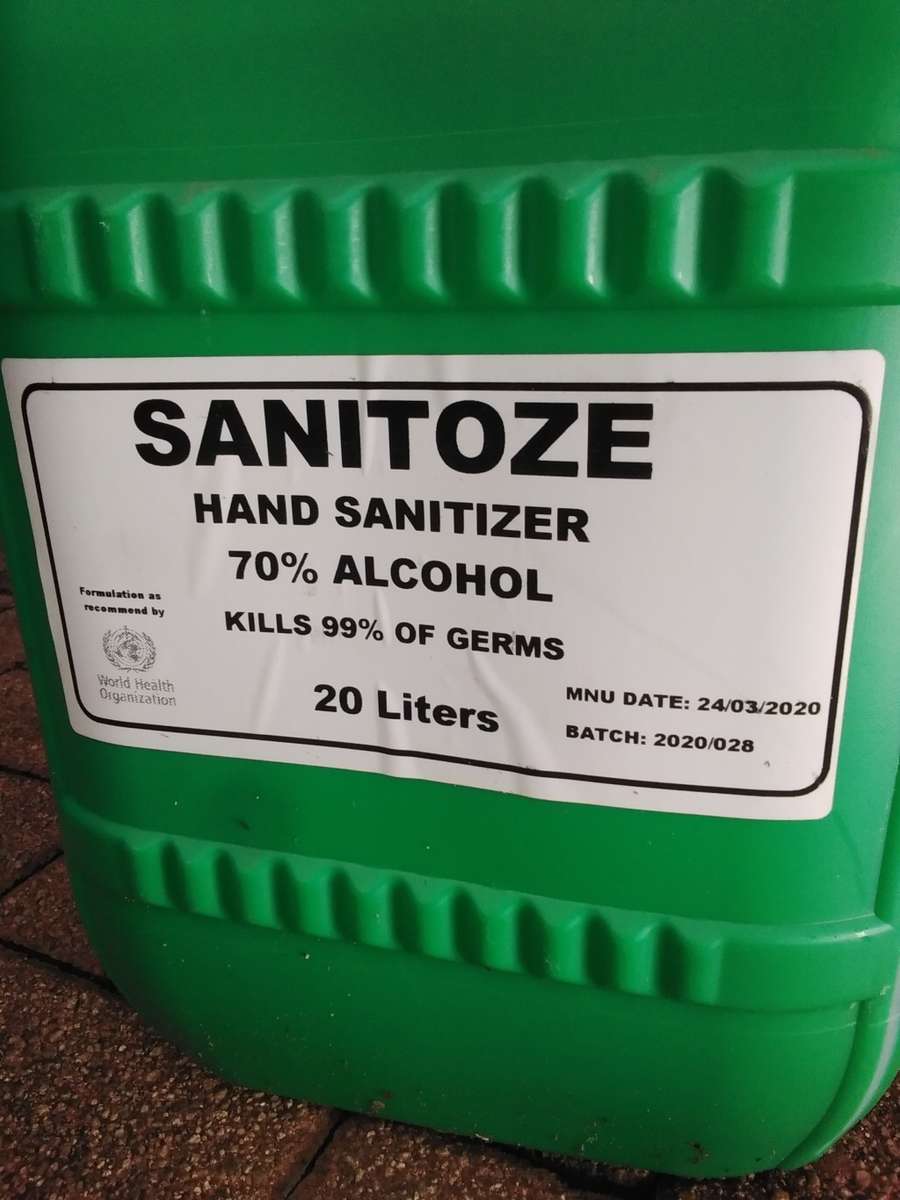 SANITOZE
HAND SANITIZER
70% ALCOHOL
KILLS 99% OF GERMS
20 Liters
Formulation as
recommend by
World Health
Organization
MNU DATE: 24/03/2020
BATCH: 2020/028